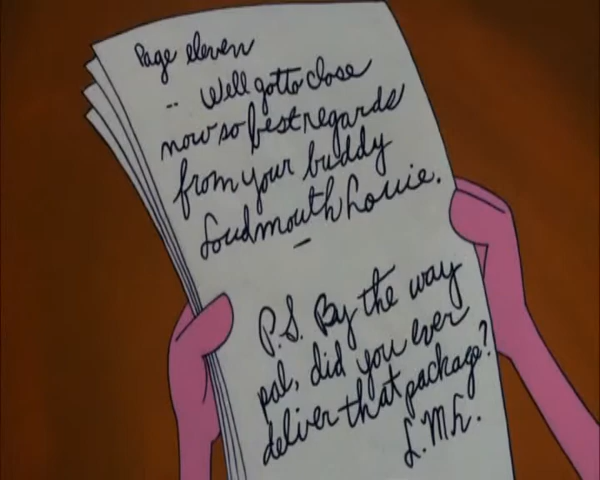 Page eleven
.. Well gotto close
now so best regards
from your buddy
Loudmouth Louie.
P.S. By the way
pal, did you ever
deliver that package?
L.M.L.